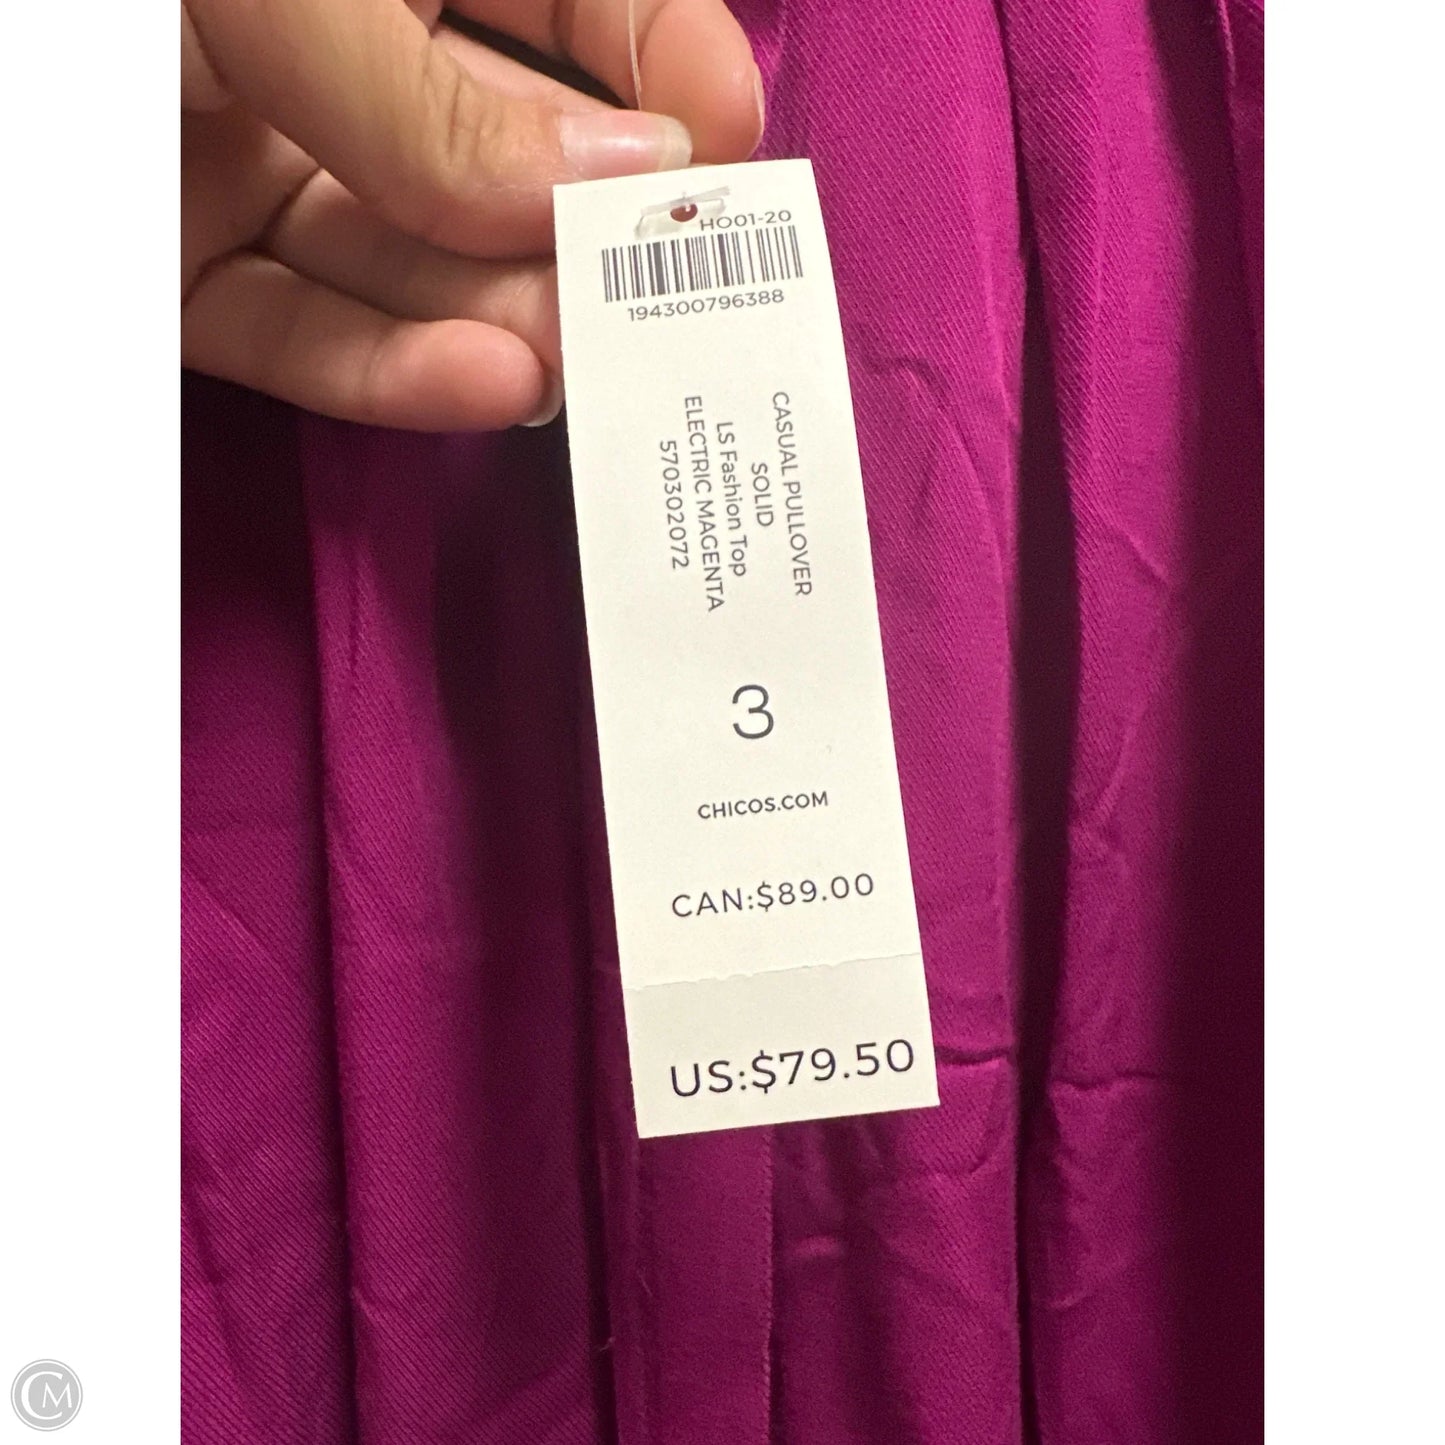 HO01-20
194300796388
CASUAL PULLOVER
SOLID
LS Fashion Top
ELECTRIC MAGENTA
570302072
3
CHICOS.COM
CAN:$89.00
US:$79.50
CM